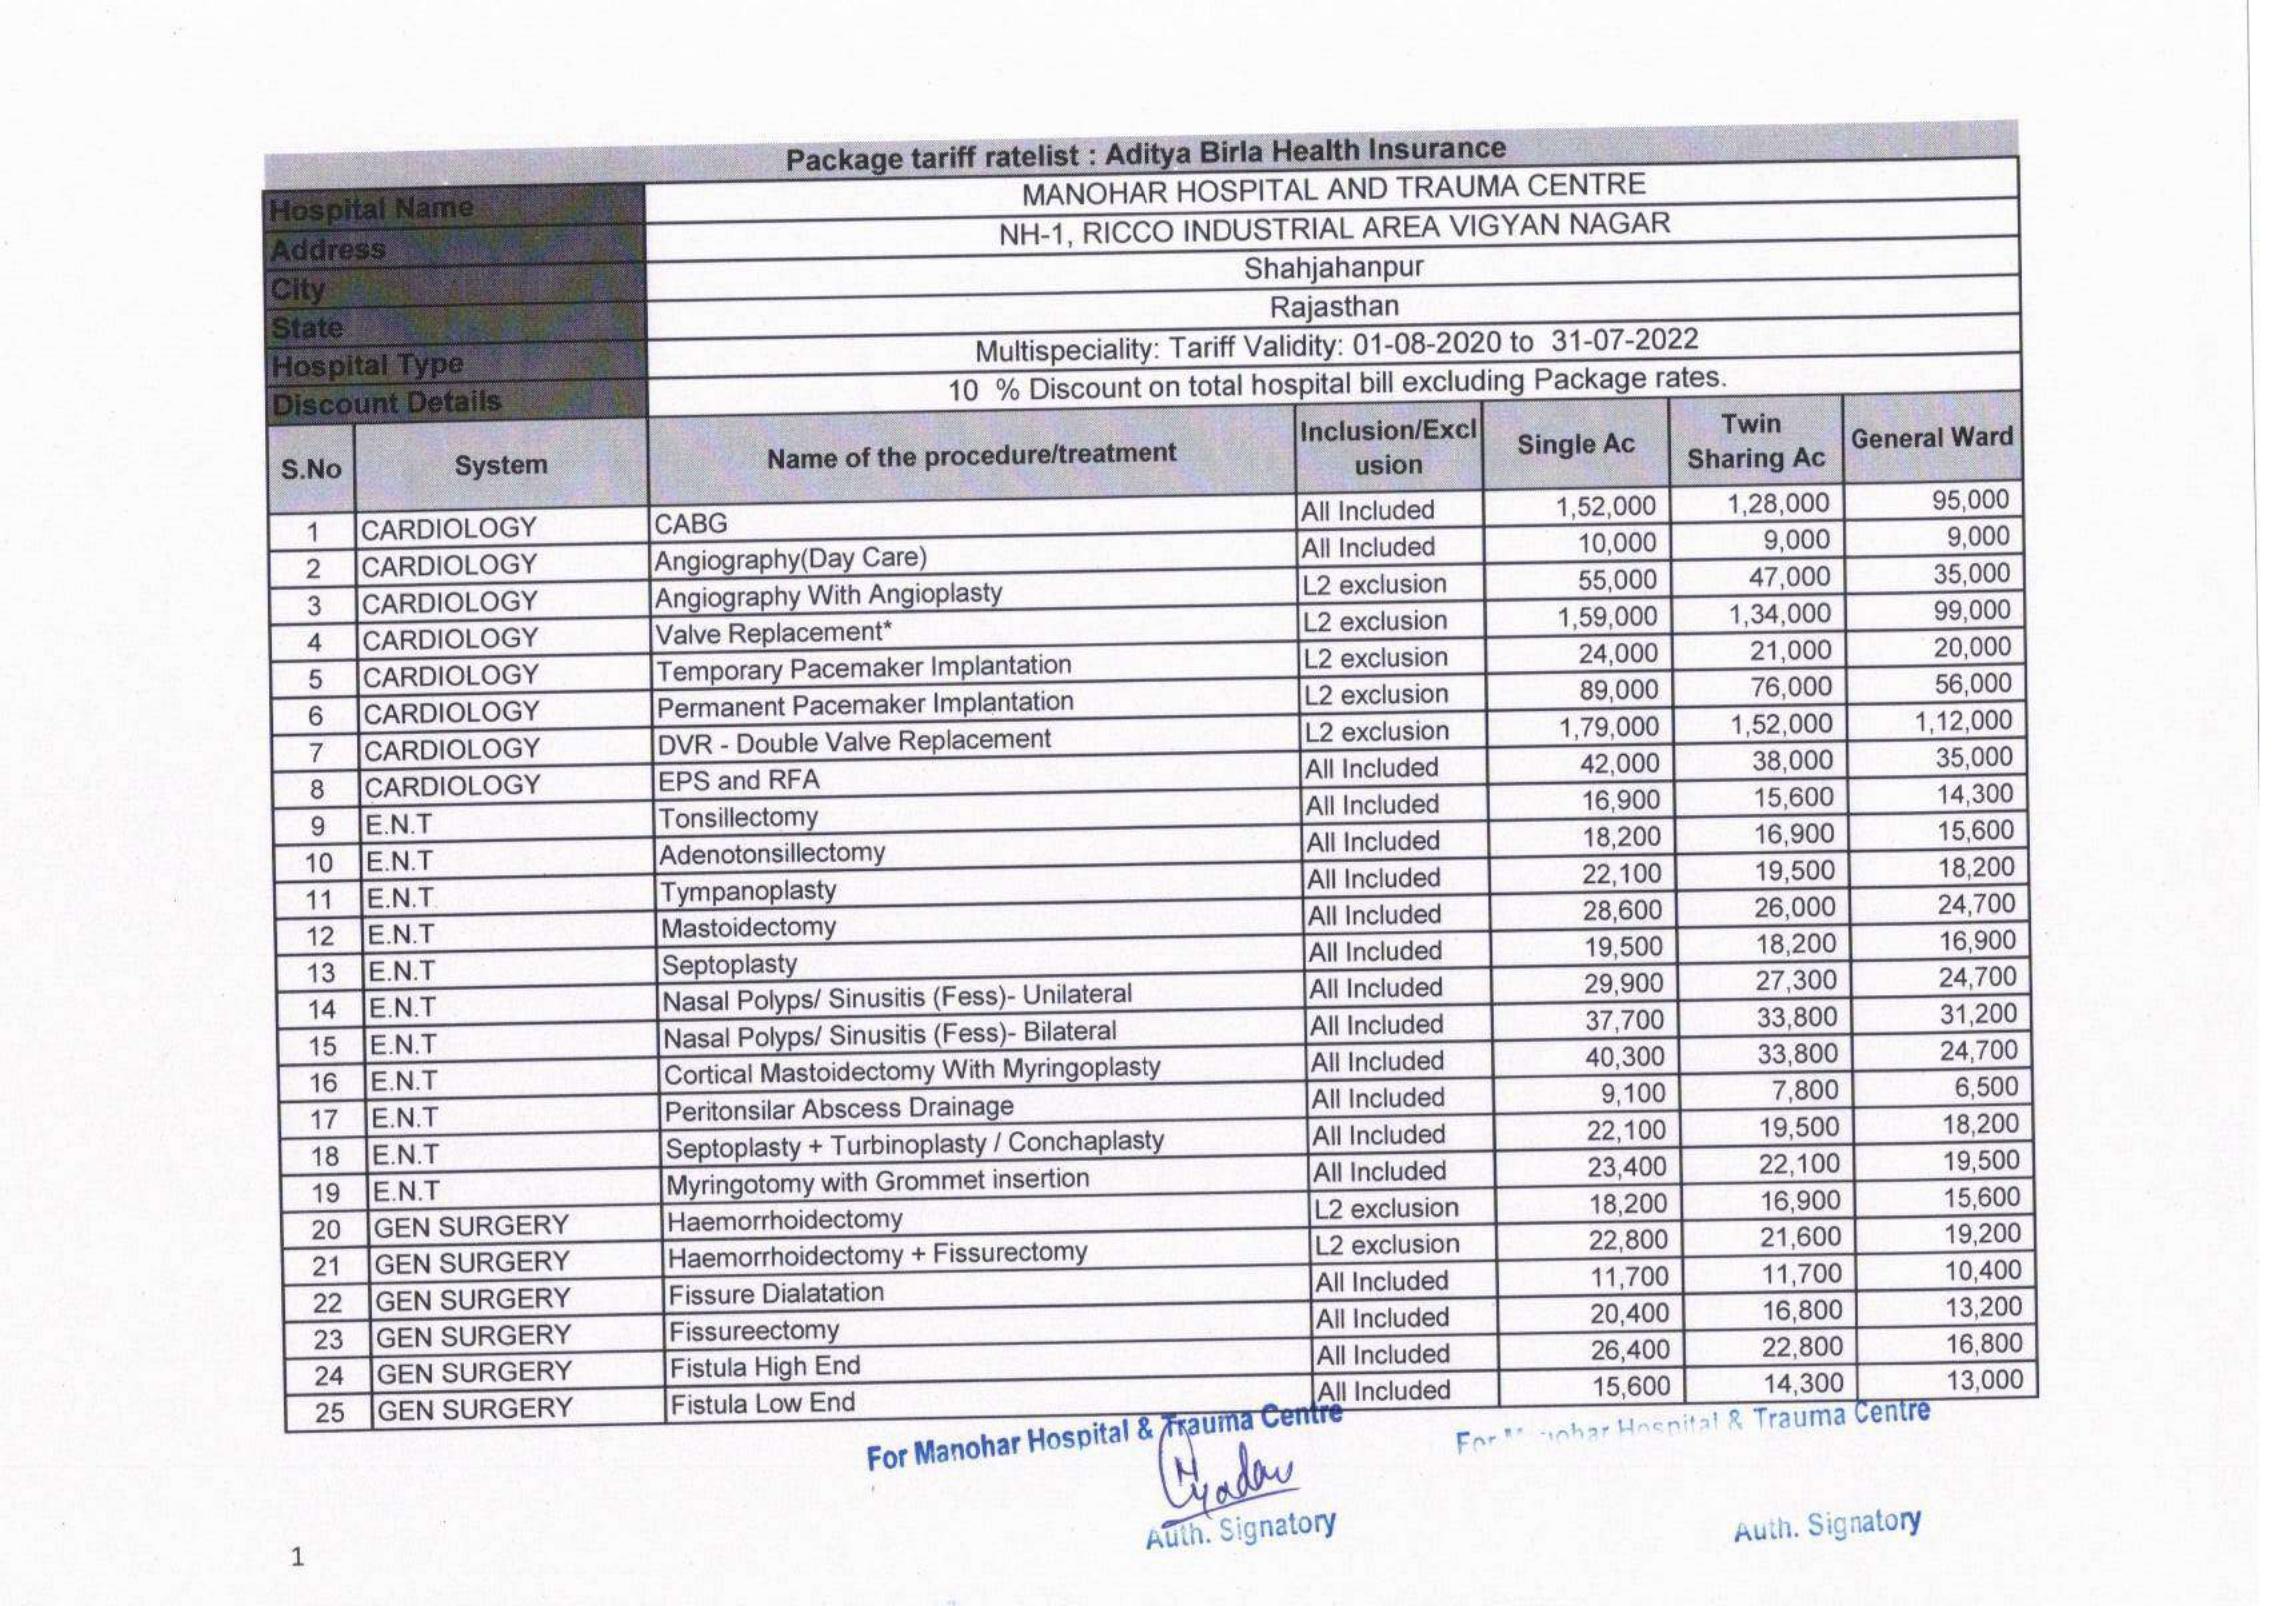 Package tariff ratelist : Aditya Birla Health Insurance
Hospital Name MANOHAR HOSPITAL AND TRAUMA CENTRE
Address NH-1, RICCO INDUSTRIAL AREA VIGYAN NAGAR
City Shahjahanpur
State Rajasthan
Hospital Type Multispeciality: Tariff Validity: 01-08-2020 to 31-07-2022
Discount Details 10 % Discount on total hospital bill excluding Package rates.
S.No System Name of the procedure/treatment Inclusion/Exclusion Single Ac Twin Sharing Ac General Ward
1 CARDIOLOGY CABG All Included 1,52,000 1,28,000 95,000
2 CARDIOLOGY Angiography(Day Care) All Included 10,000 9,000 9,000
3 CARDIOLOGY Angiography With Angioplasty L2 exclusion 55,000 47,000 35,000
4 CARDIOLOGY Valve Replacement* L2 exclusion 1,59,000 1,34,000 99,000
5 CARDIOLOGY Temporary Pacemaker Implantation L2 exclusion 24,000 21,000 20,000
6 CARDIOLOGY Permanent Pacemaker Implantation L2 exclusion 89,000 76,000 56,000
7 CARDIOLOGY DVR - Double Valve Replacement L2 exclusion 1,79,000 1,52,000 1,12,000
8 CARDIOLOGY EPS and RFA All Included 42,000 38,000 35,000
9 E.N.T Tonsillectomy All Included 16,900 15,600 14,300
10 E.N.T Adenotonsillectomy All Included 18,200 16,900 15,600
11 E.N.T Tympanoplasty All Included 22,100 19,500 18,200
12 E.N.T Mastoidectomy All Included 28,600 26,000 24,700
13 E.N.T Septoplasty All Included 19,500 18,200 16,900
14 E.N.T Nasal Polyps/ Sinusitis (Fess)- Unilateral All Included 29,900 27,300 24,700
15 E.N.T Nasal Polyps/ Sinusitis (Fess)- Bilateral All Included 37,700 33,800 31,200
16 E.N.T Cortical Mastoidectomy With Myringoplasty All Included 40,300 33,800 24,700
17 E.N.T Peritonsilar Abscess Drainage All Included 9,100 7,800 6,500
18 E.N.T Septoplasty + Turbinoplasty / Conchaplasty All Included 22,100 19,500 18,200
19 E.N.T Myringotomy with Grommet insertion All Included 23,400 22,100 19,500
20 GEN SURGERY Haemorrhoidectomy L2 exclusion 18,200 16,900 15,600
21 GEN SURGERY Haemorrhoidectomy + Fissurectomy L2 exclusion 22,800 21,600 19,200
22 GEN SURGERY Fissure Dialatation All Included 11,700 11,700 10,400
23 GEN SURGERY Fissureectomy All Included 20,400 16,800 13,200
24 GEN SURGERY Fistula High End All Included 26,400 22,800 16,800
25 GEN SURGERY Fistula Low End All Included 15,600 14,300 13,000
For Manohar Hospital & Trauma Centre For Manohar Hospital & Trauma Centre
Auth. Signatory Auth. Signatory
1